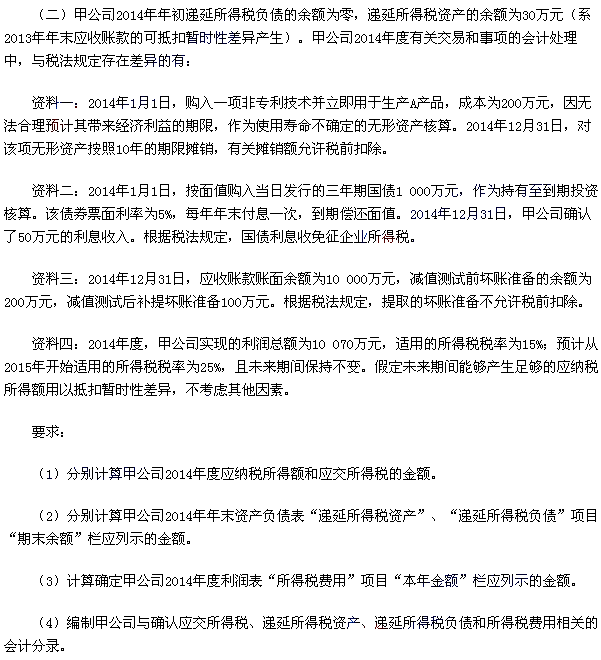 （二）甲公司2014年年初递延所得税负债的余额为零，递延所得税资产的余额为30万元（系
2013年年末应收账款的可抵扣暂时性差异产生）。甲公司2014年度有关交易和事项的会计处理
中，与税法规定存在差异的有：
资料一：2014年1月1日，购入一项非专利技术并立即用于生产A产品，成本为200万元，因无
法合理预计其带来经济利益的期限，作为使用寿命不确定的无形资产核算。2014年12月31日，对
该项无形资产按照10年的期限摊销，有关摊销额允许税前扣除。
资料二：2014年1月1日，按面值购入当日发行的三年期国债1 000万元，作为持有至到期投资
核算。该债券票面利率为5%，每年年末付息一次，到期偿还面值。2014年12月31日，甲公司确认
了50万元的利息收入。根据税法规定，国债利息收免征企业所得税。
资料三：2014年12月31日，应收账款账面余额为10 000万元，减值测试前坏账准备的余额为
200万元，减值测试后补提坏账准备100万元。根据税法规定，提取的坏账准备不允许税前扣除。
资料四：2014年度，甲公司实现的利润总额为10 070万元，适用的所得税税率为15%；预计从
2015年开始适用的所得税税率为25%，且未来期间保持不变。假定未来期间能够产生足够的应纳税
所得额用以抵扣暂时性差异，不考虑其他因素。
要求：
（1）分别计算甲公司2014年度应纳税所得额和应交所得税的金额。
（2）分别计算甲公司2014年年末资产负债表“递延所得税资产”、“递延所得税负债”项目
“期末余额”栏应列示的金额。
（3）计算确定甲公司2014年度利润表“所得税费用”项目“本年金额”栏应列示的金额。
（4）编制甲公司与确认应交所得税、递延所得税资产、递延所得税负债和所得税费用相关的
会计分录。